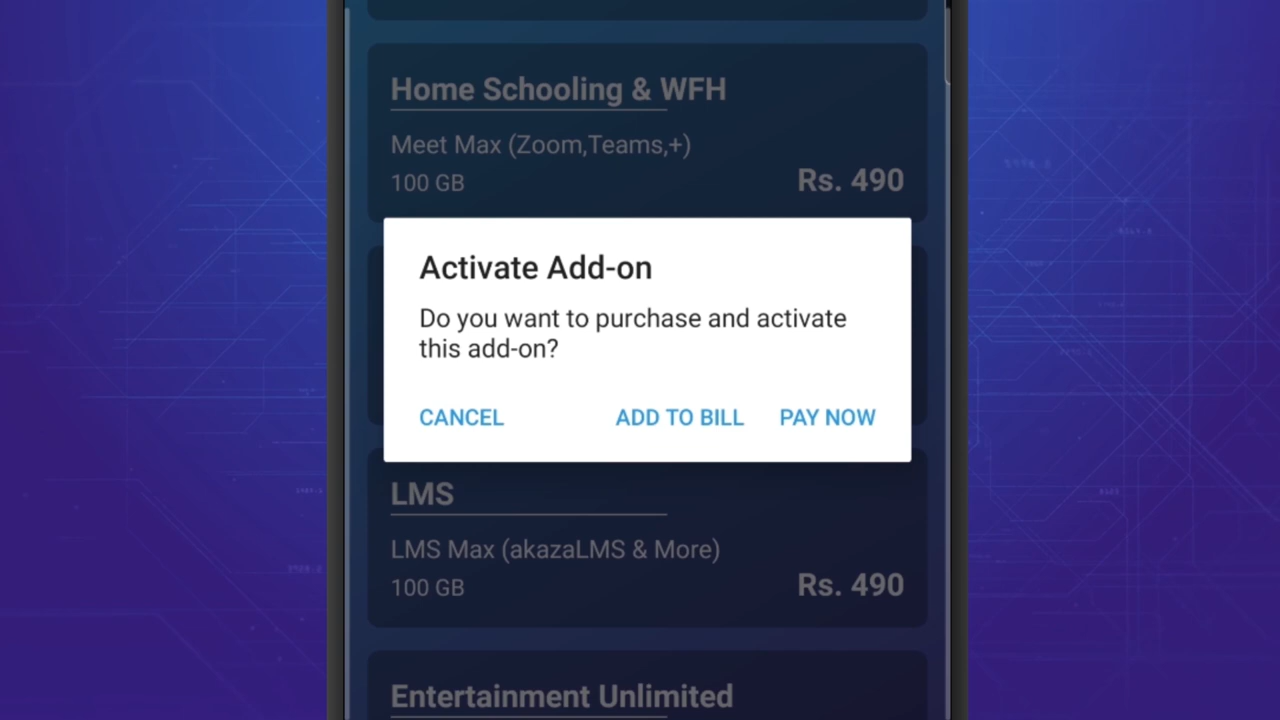 Home Schooling & WFH
Meet Max (Zoom,Teams,+)
100 GB
Rs. 490
Activate Add-on
Do you want to purchase and activate
this add-on?
CANCEL
ADD TO BILL
PAY NOW
LMS
LMS Max (akazaLMS & More)
100 GB
Rs. 490
Entertainment Unlimited